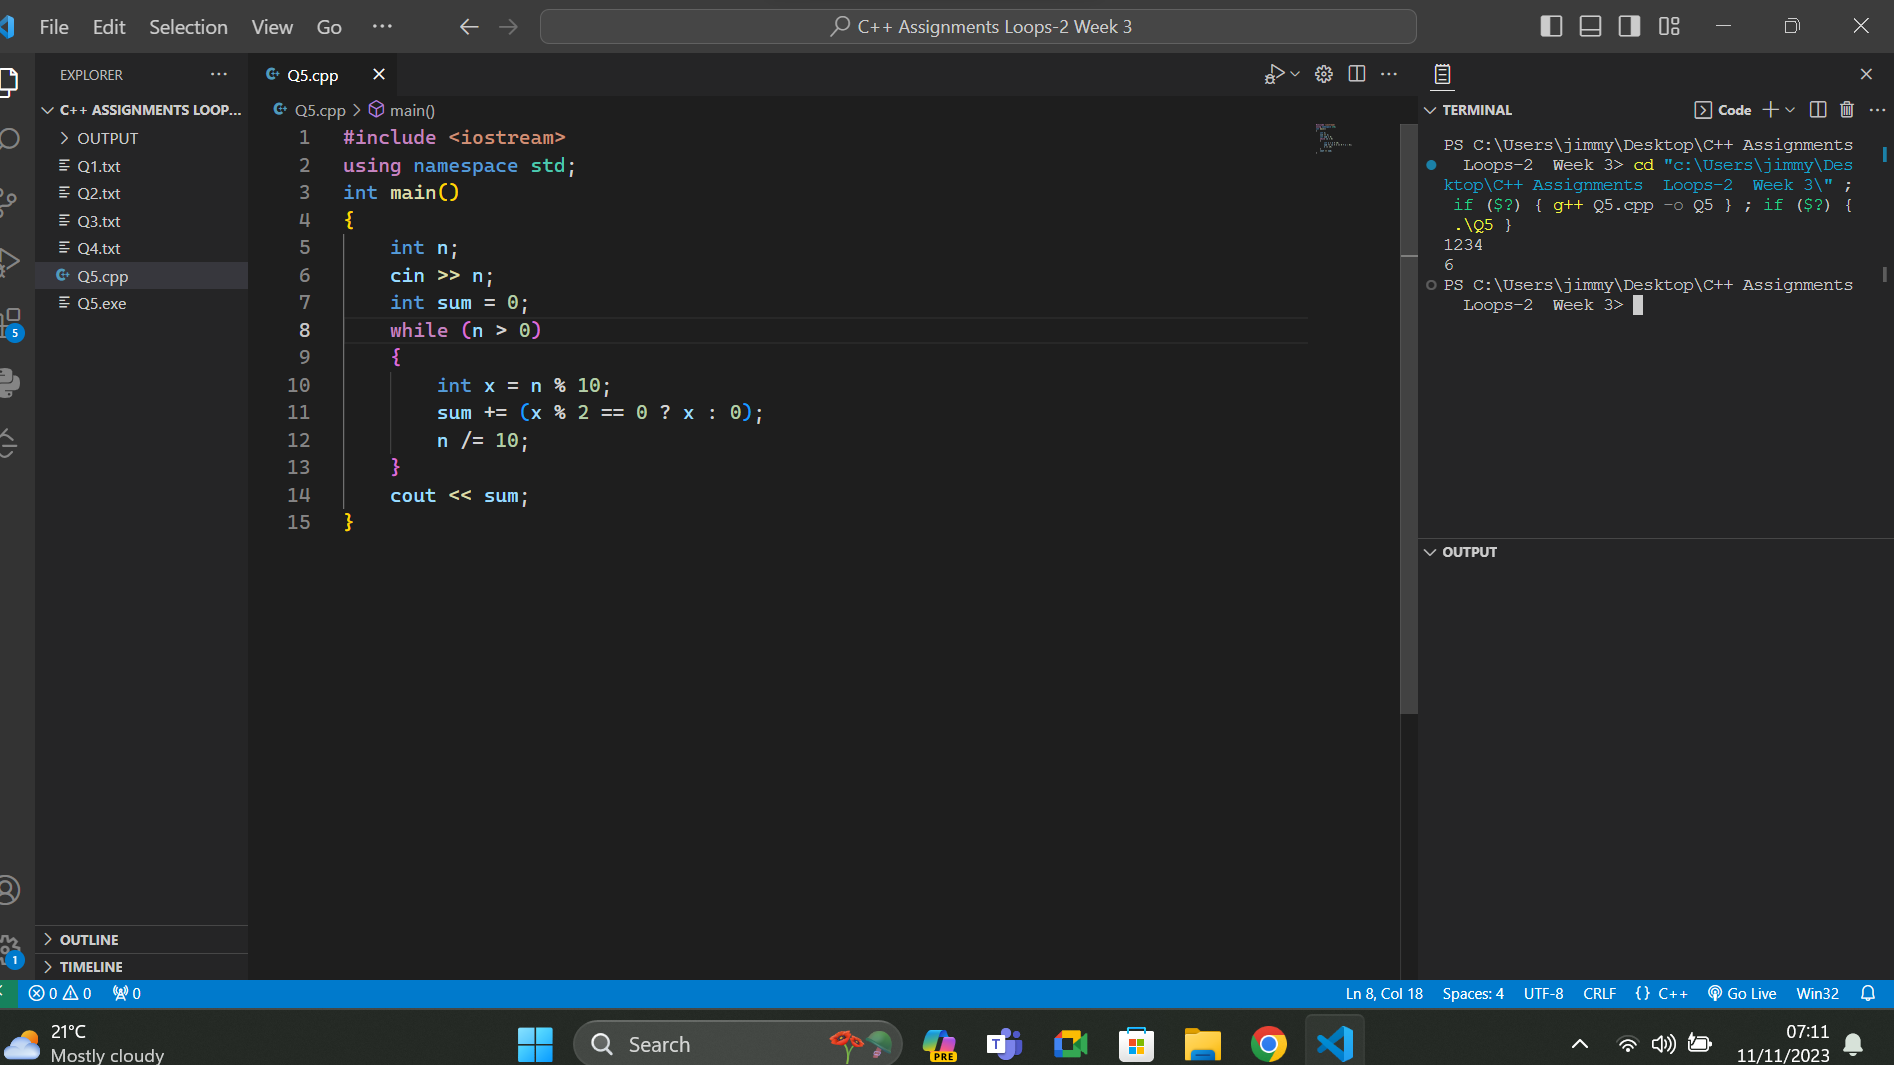 File Edit Selection View Go ···
C++ Assignments Loops-2 Week 3
EXPLORER ···
C++ ASSIGNMENTS LOOP...
OUTPUT
Q1.txt
Q2.txt
Q3.txt
Q4.txt
Q5.cpp
Q5.exe
OUTLINE
TIMELINE
Q5.cpp
Q5.cpp > main()
1 #include <iostream>
2 using namespace std;
3 int main()
4 {
5 int n;
6 cin >> n;
7 int sum = 0;
8 while (n > 0)
9 {
10 int x = n % 10;
11 sum += (x % 2 == 0 ? x : 0);
12 n /= 10;
13 }
14 cout << sum;
15 }
TERMINAL
Code
PS C:\Users\jimmy\Desktop\C++ Assignments
Loops-2 Week 3> cd "c:\Users\jimmy\Des
ktop\C++ Assignments Loops-2 Week 3\" ;
if ($?) { g++ Q5.cpp -o Q5 } ; if ($?) {
.\Q5 }
1234
6
PS C:\Users\jimmy\Desktop\C++ Assignments
Loops-2 Week 3>
OUTPUT
5
1
0 0 0
Ln 8, Col 18 Spaces: 4 UTF-8 CRLF {} C++ Go Live Win32
21°C
Mostly cloudy
Search
PRE
T
07:11
11/11/2023